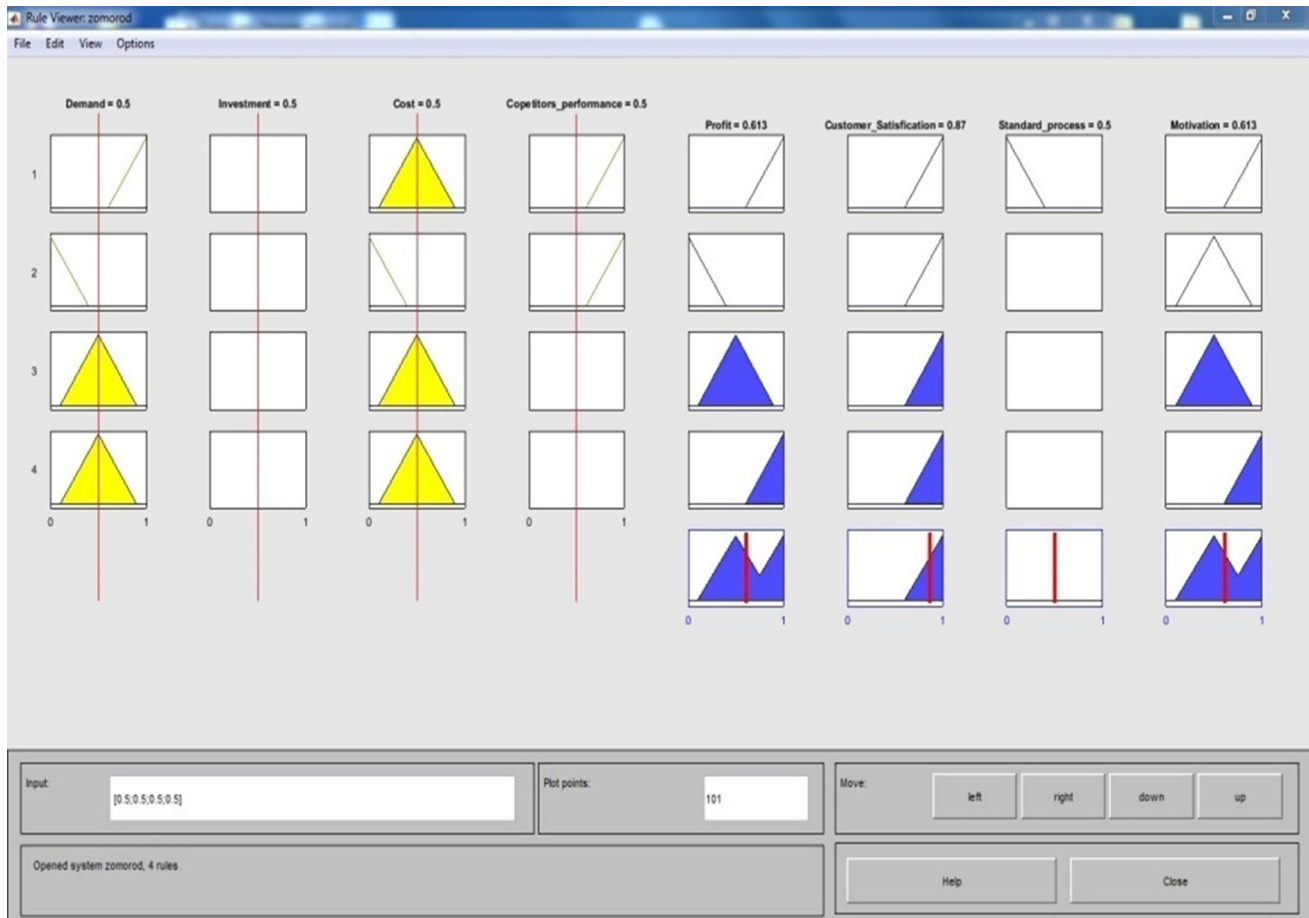 Rule Viewer: zomorod
File Edit View Options
Demand = 0.5 Investment = 0.5 Cost = 0.5 Copetitors_performance = 0.5
Profit = 0.613 Customer_Satisfication = 0.87 Standard_process = 0.5 Motivation = 0.613
1
2
3
4
0 1 0 1 0 1 0 1
0 1 0 1 0 1 0 1
Input:
[0.5;0.5;0.5;0.5]
Plot points:
101
Move:
left right down up
Opened system zomorod, 4 rules
Help Close